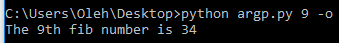 C:\Users\Oleh\Desktop>python argp.py 9 -o
The 9th fib number is 34